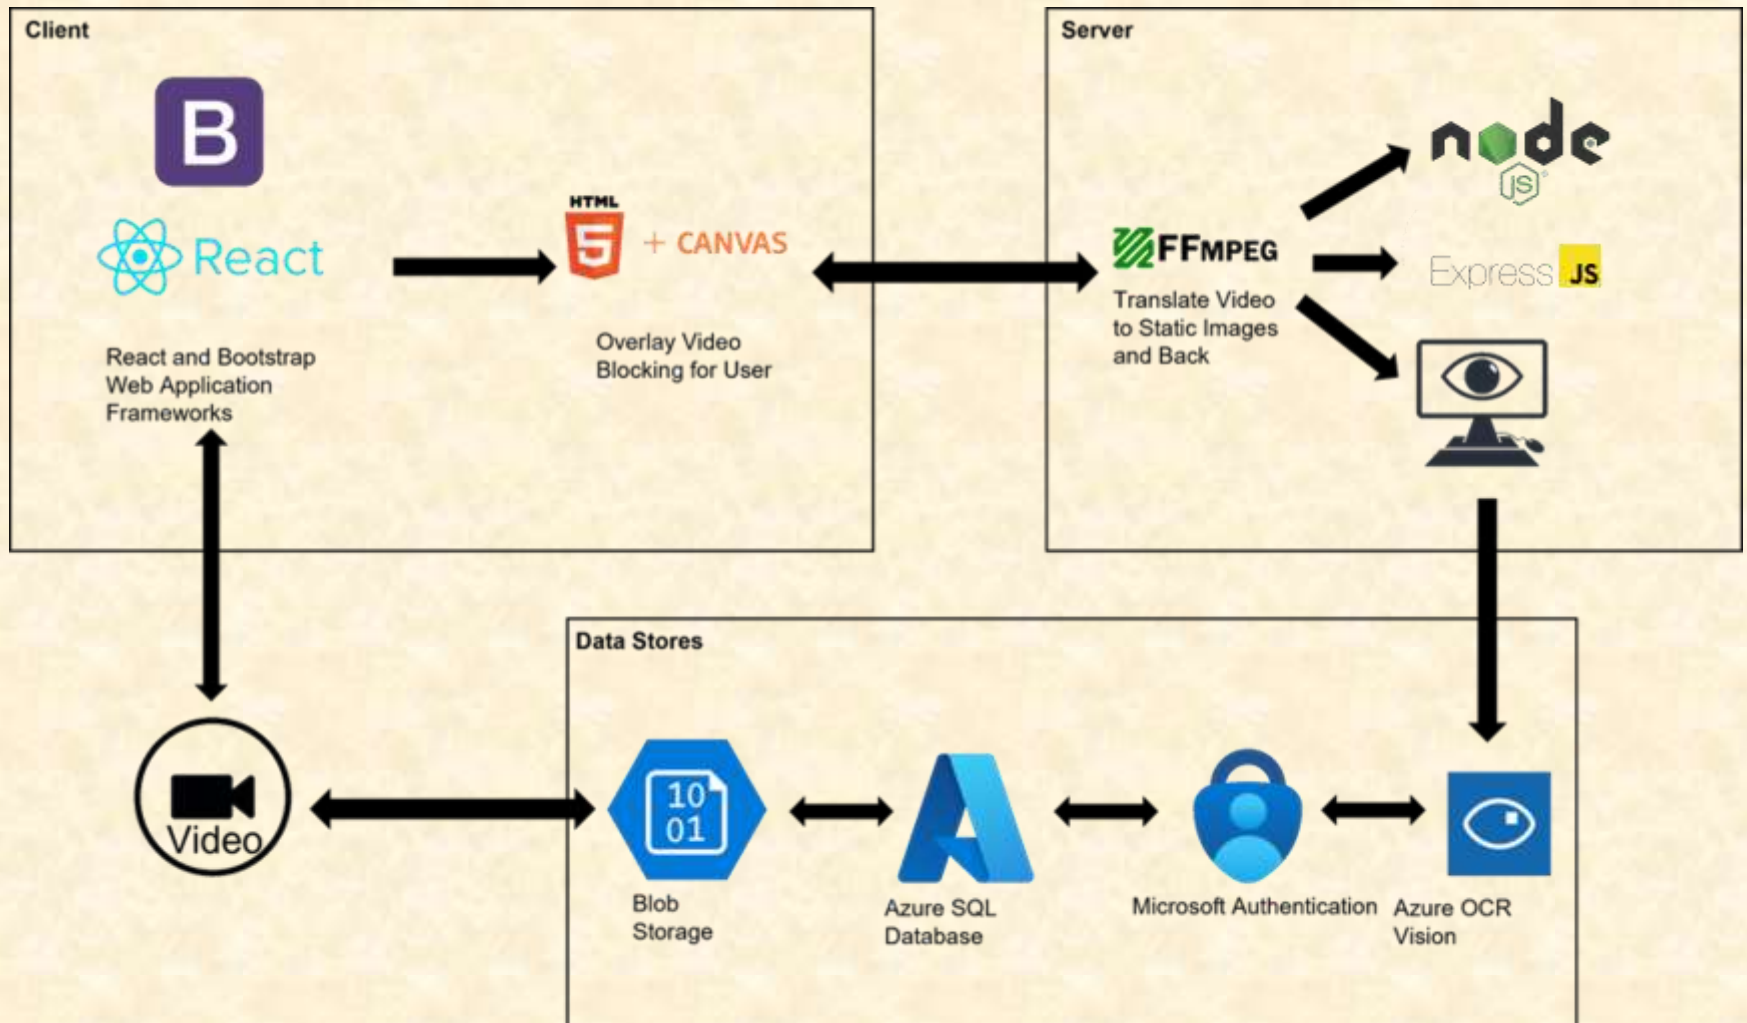 Client
B
React
React and Bootstrap
Web Application
Frameworks
HTML
5 + CANVAS
Overlay Video
Blocking for User
Server
FFMPEG
Translate Video
to Static Images
and Back
node
JS
Express JS
Video
Data Stores
10
01
Blob
Storage
Azure SQL
Database
Microsoft Authentication
Azure OCR
Vision